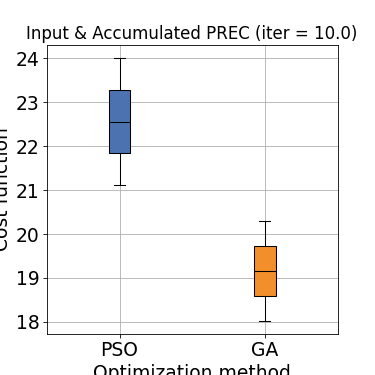 Input & Accumulated PREC (iter = 10.0)
24
23
22
21
20
19
18
Cost function
PSO GA
Optimization method